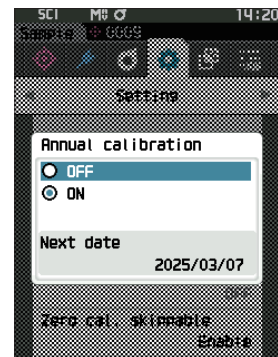 SCI M 14:20
Sample 0009
Setting
Annual calibration
OFF
ON
Next date
2025/03/07
OFF
Zero cal. skippable
Enable